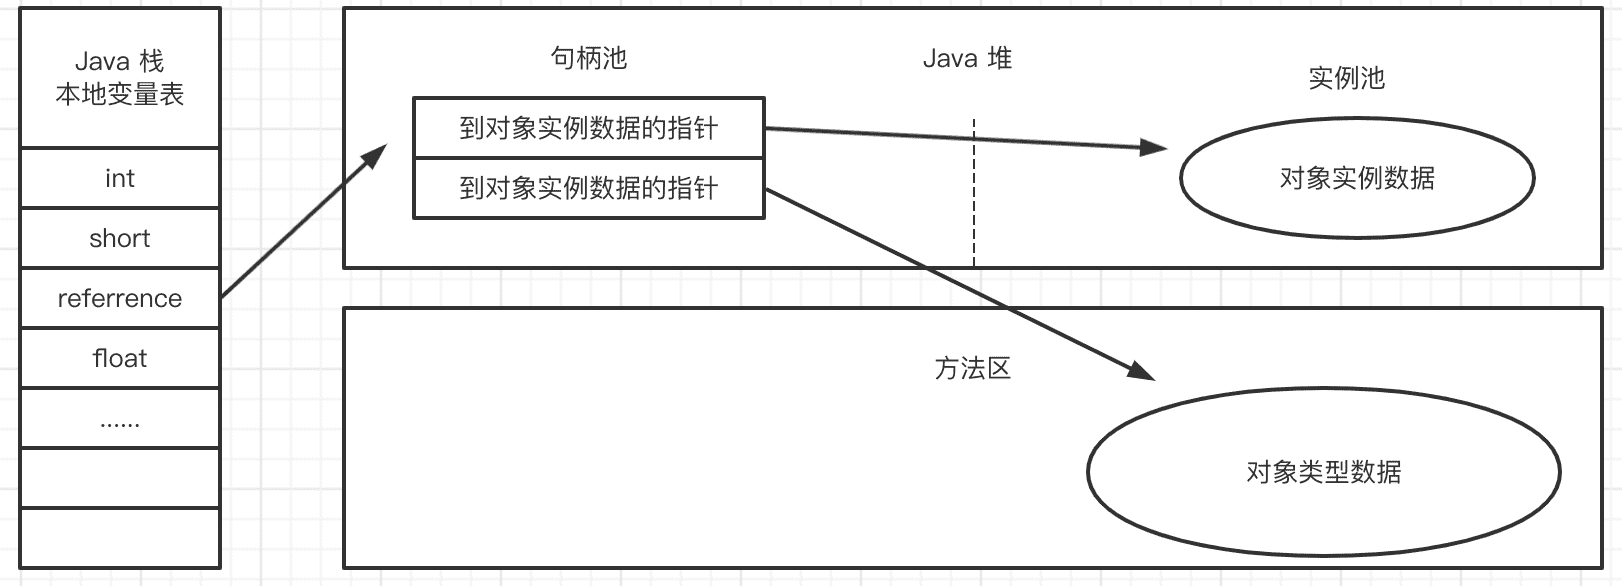 Java 栈
本地变量表
int
short
referrence
float
......
句柄池
Java 堆
实例池
到对象实例数据的指针
到对象实例数据的指针
对象实例数据
方法区
对象类型数据